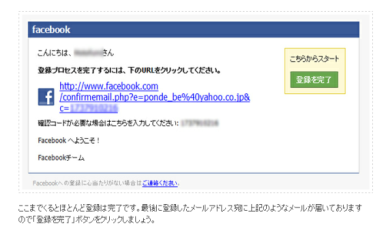 facebook
こんにちは、さん
登録プロセスを完了するには、下のURLをクリックしてください。
こちらからスタート
登録を完了
http://www.facebook.com
/confirmemail.php?e=ponde_be%40yahoo.co.jp&
c=
確認コードが必要な場合はこちらを入力してください:
Facebook へようこそ！
Facebookチーム
Facebookへの登録に心当たりがない場合はご連絡ください.
ここまでくるとほとんど登録は完了です。最後に登録したメールアドレス宛に上記のようなメールが届いております
ので「登録を完了」ボタンをクリックしましょう。